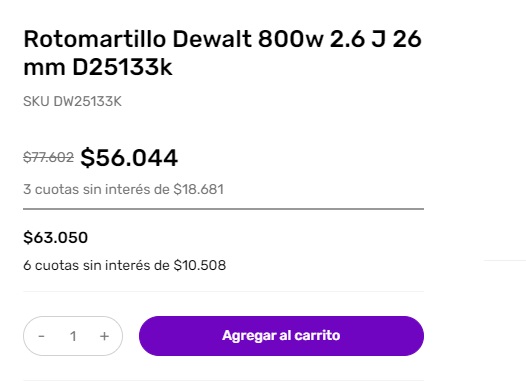 Rotomartillo Dewalt 800w 2.6 J 26
mm D25133k
SKU DW25133K
$77.602 $56.044
3 cuotas sin interés de $18.681
$63.050
6 cuotas sin interés de $10.508
- 1 + Agregar al carrito